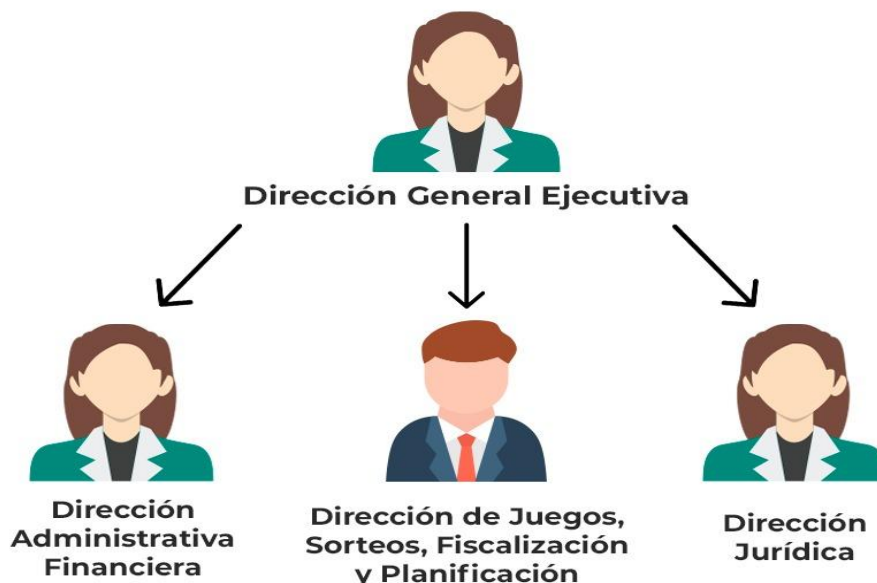 Dirección General Ejecutiva
Dirección
Administrativa
Financiera
Dirección de Juegos,
Sorteos, Fiscalización
y Planificación
Dirección
Jurídica